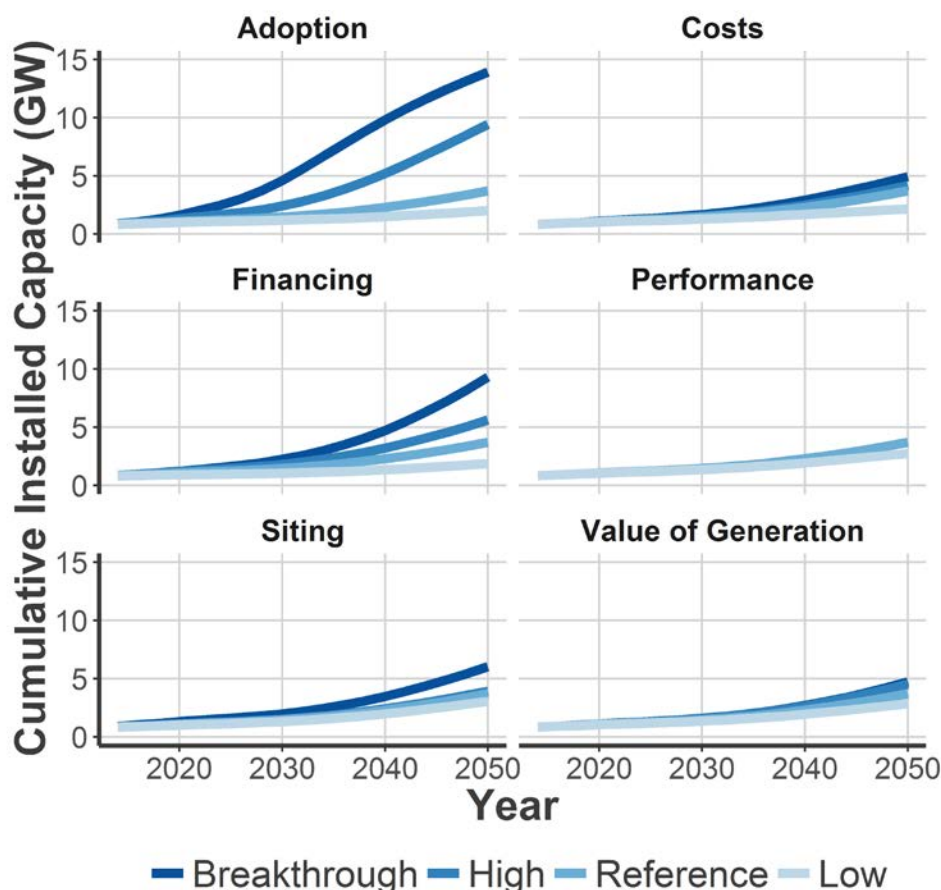 Adoption
Costs
Cumulative Installed Capacity (GW)
15
10
5
0
Financing
Performance
15
10
5
0
Siting
Value of Generation
15
10
5
0
2020 2030 2040 2050
2020 2030 2040 2050
Year
Breakthrough High Reference Low